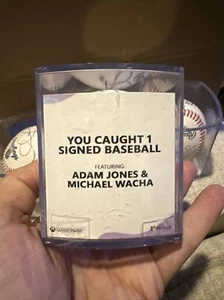 YOU CAUGHT 1
SIGNED BASEBALL
FEATURING:
ADAM JONES &
MICHAEL WACHA